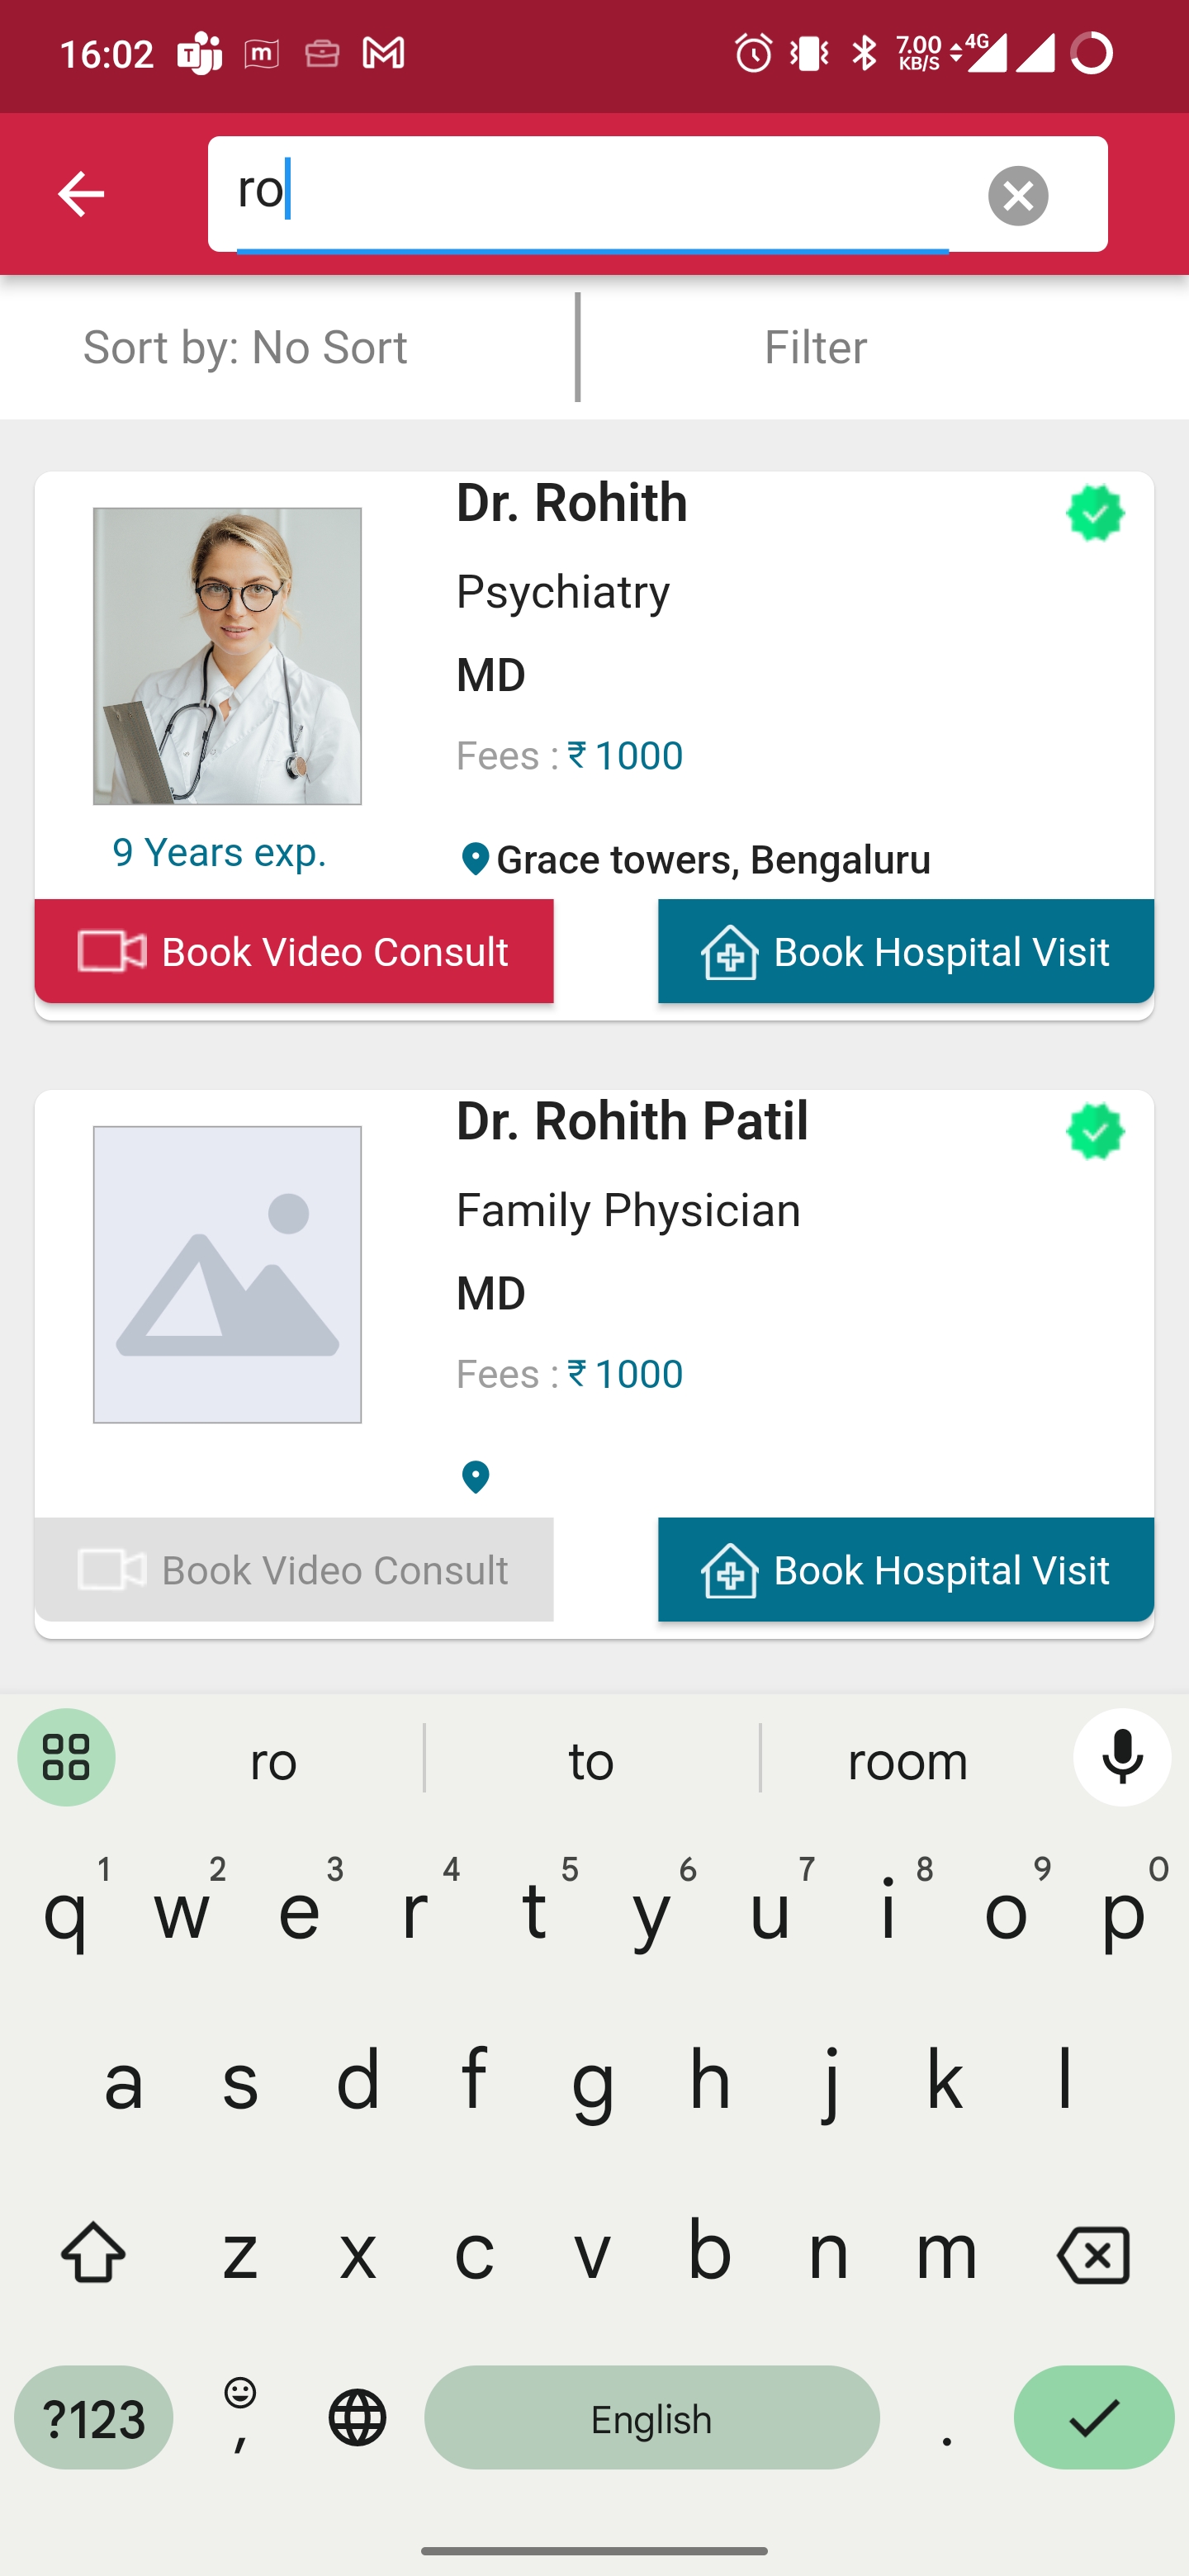 16:02
7.00
KB/S
4G
ro
Sort by: No Sort
Filter
Dr. Rohith
Psychiatry
MD
Fees : ₹ 1000
9 Years exp.
Grace towers, Bengaluru
Book Video Consult
Book Hospital Visit
Dr. Rohith Patil
Family Physician
MD
Fees : ₹ 1000
Book Video Consult
Book Hospital Visit
ro to room
1 2 3 4 5 6 7 8 9 0
q w e r t y u i o p
a s d f g h j k l
z x c v b n m
?123 , English .